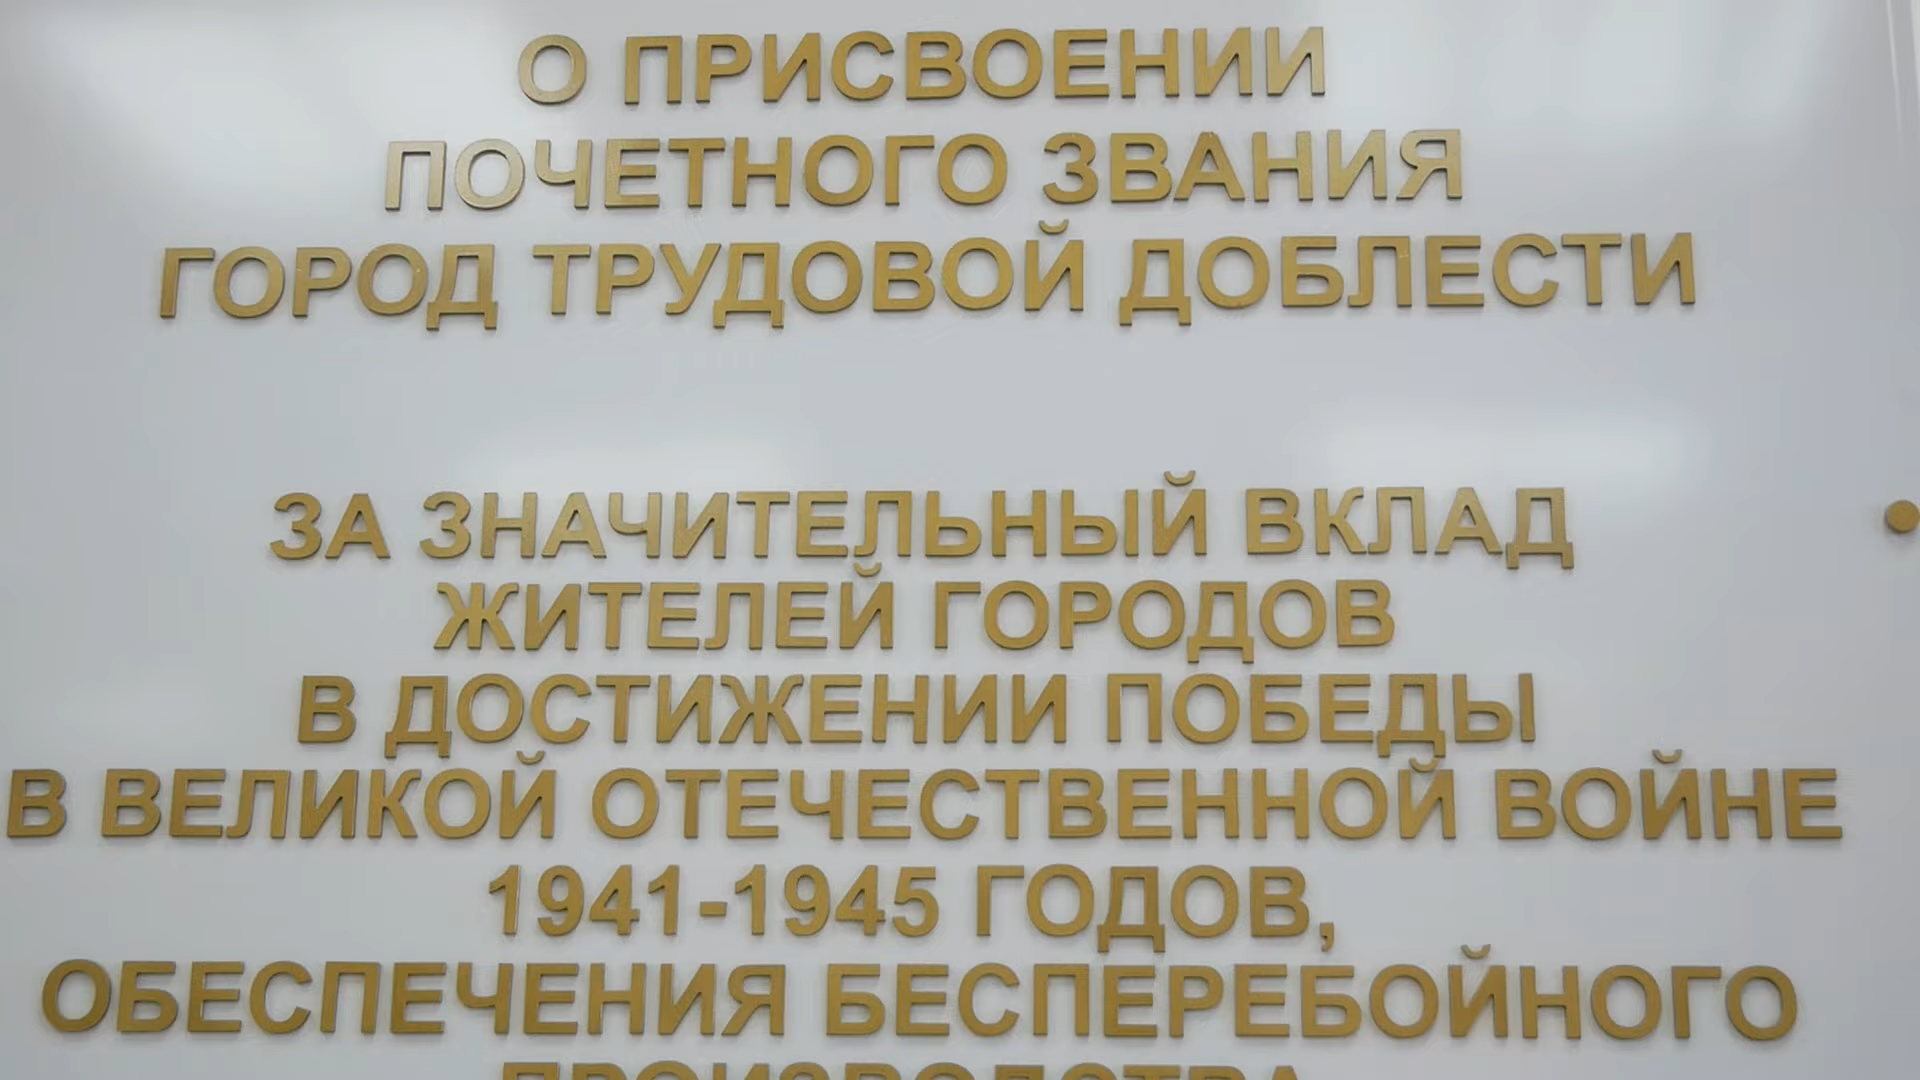 О ПРИСВОЕНИИ
ПОЧЕТНОГО ЗВАНИЯ
ГОРОД ТРУДОВОЙ ДОБЛЕСТИ
ЗА ЗНАЧИТЕЛЬНЫЙ ВКЛАД
ЖИТЕЛЕЙ ГОРОДОВ
В ДОСТИЖЕНИИ ПОБЕДЫ
В ВЕЛИКОЙ ОТЕЧЕСТВЕННОЙ ВОЙНЕ
1941-1945 ГОДОВ,
ОБЕСПЕЧЕНИЯ БЕСПЕРЕБОЙНОГО
ПРОИЗВОДСТВА